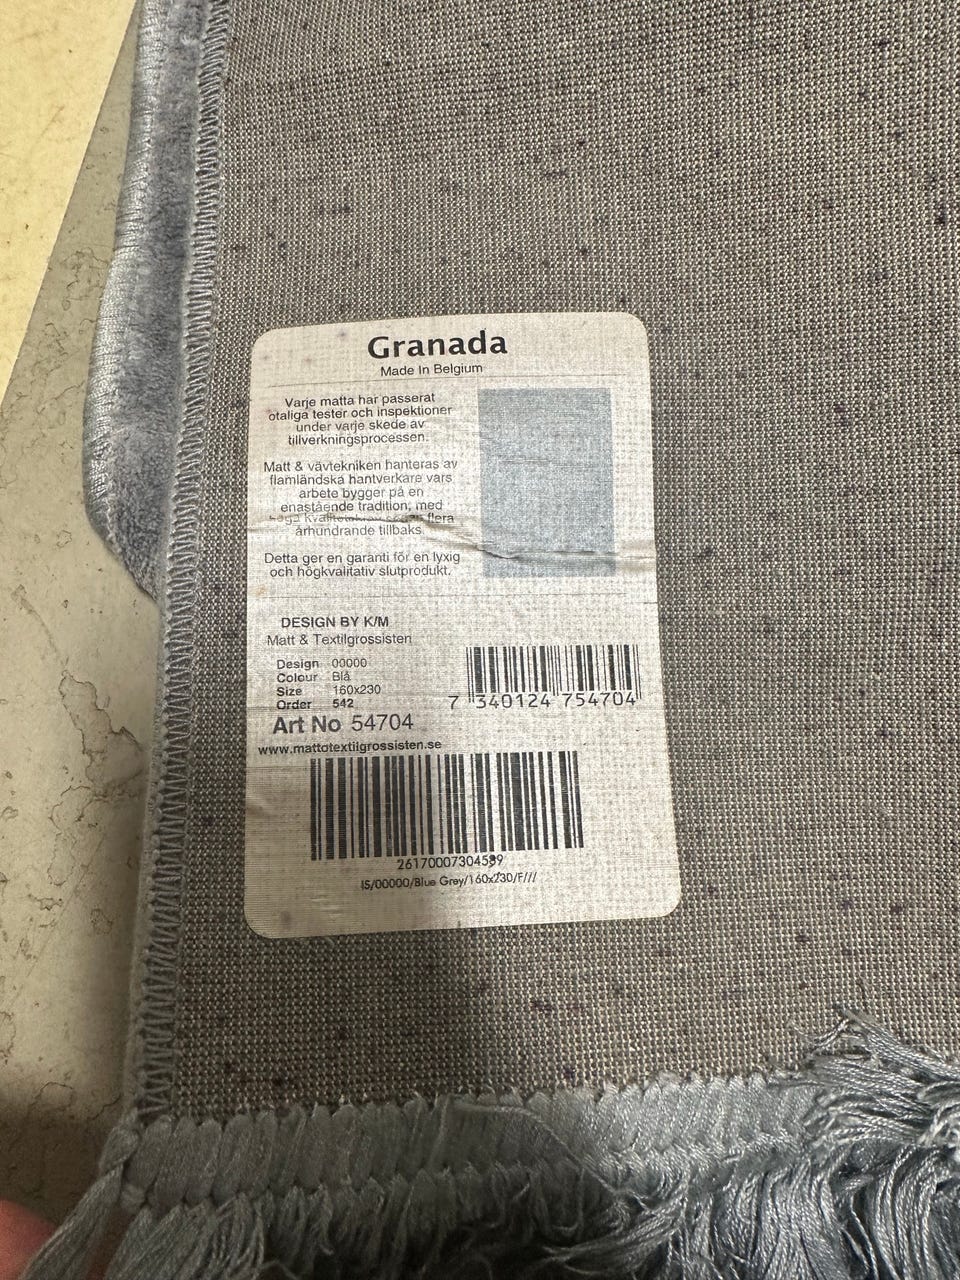 Granada
Made In Belgium
Varje matta har passerat
otaliga tester och inspektioner
under varje skede av
tillverkningsprocessen.
Matt & vävtekniken hanteras av
flamländska hantverkare vars
arbete bygger på en
enastående tradition; med
flera
århundrande tillbaks.
Detta ger en garanti för en lyxig
och högkvalitativ slutprodukt.
DESIGN BY K/M
Matt & Textilgrossisten
Design 00000
Colour Blå
Size 160x230
Order 542
Art No 54704
7 340124 754704
www.mattotextilgrossisten.se
26170007304589
IS/00000/Blue Grey/160x230/F///